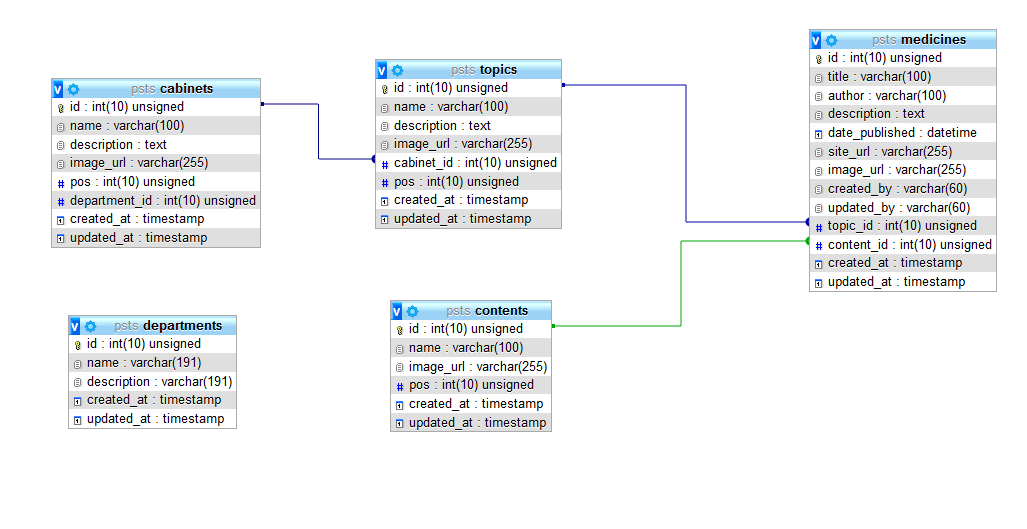 v psts cabinets
id : int(10) unsigned
name : varchar(100)
description : text
image_url : varchar(255)
# pos : int(10) unsigned
# department_id : int(10) unsigned
created_at : timestamp
updated_at : timestamp
v psts topics
id : int(10) unsigned
name : varchar(100)
description : text
image_url : varchar(255)
# cabinet_id : int(10) unsigned
# pos : int(10) unsigned
created_at : timestamp
updated_at : timestamp
v psts medicines
id : int(10) unsigned
title : varchar(100)
author : varchar(100)
description : text
date_published : datetime
site_url : varchar(255)
image_url : varchar(255)
created_by : varchar(60)
updated_by : varchar(60)
# topic_id : int(10) unsigned
# content_id : int(10) unsigned
created_at : timestamp
updated_at : timestamp
v psts departments
id : int(10) unsigned
name : varchar(191)
description : varchar(191)
created_at : timestamp
updated_at : timestamp
v psts contents
id : int(10) unsigned
name : varchar(100)
image_url : varchar(255)
# pos : int(10) unsigned
created_at : timestamp
updated_at : timestamp